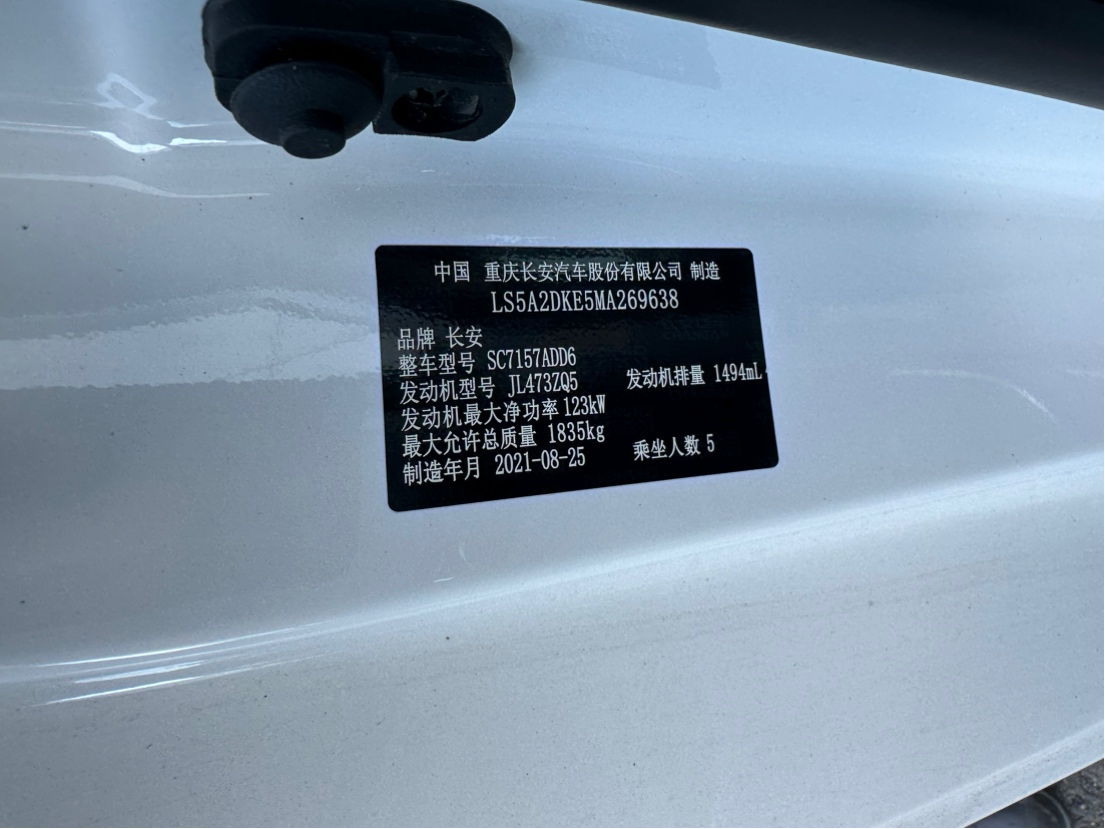 中国 重庆长安汽车股份有限公司 制造
LS5A2DKE5MA269638
品牌 长安
整车型号 SC7157ADD6
发动机型号 JL473ZQ5 发动机排量 1494mL
发动机最大净功率 123kW
最大允许总质量 1835kg
制造年月 2021-08-25 乘坐人数 5